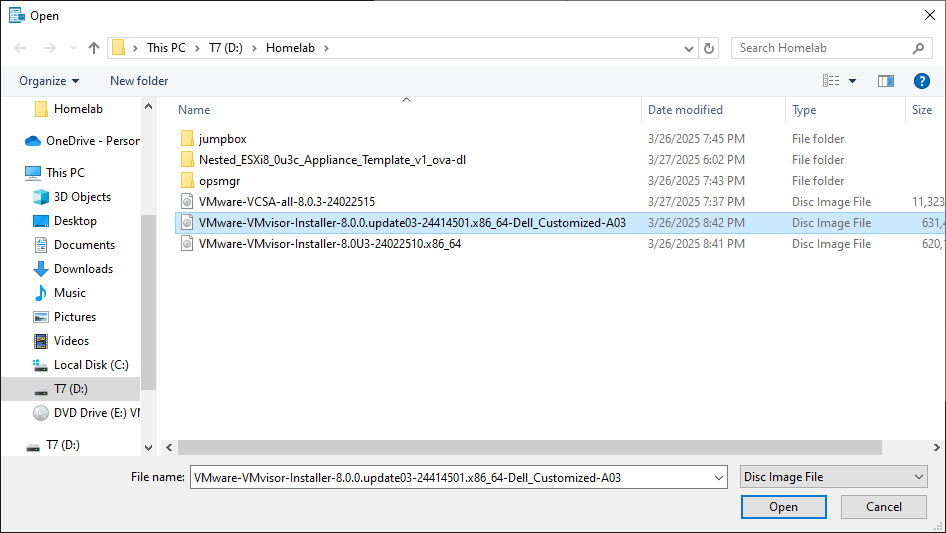 Open
This PC > T7 (D:) > Homelab >
Search Homelab
Organize
New folder
Homelab
OneDrive - Person
This PC
3D Objects
Desktop
Documents
Downloads
Music
Pictures
Videos
Local Disk (C:)
T7 (D:)
DVD Drive (E:) VM
T7 (D:)
Name Date modified Type Size
jumpbox 3/26/2025 7:45 PM File folder
Nested_ESXi8_0u3c_Appliance_Template_v1_ova-dl 3/27/2025 6:02 PM File folder
opsmgr 3/26/2025 7:43 PM File folder
VMware-VCSA-all-8.0.3-24022515 3/27/2025 7:37 PM Disc Image File 11,323
VMware-VMvisor-Installer-8.0.0.update03-24414501.x86_64-Dell_Customized-A03 3/26/2025 8:42 PM Disc Image File 631,4
VMware-VMvisor-Installer-8.0U3-24022510.x86_64 3/26/2025 8:41 PM Disc Image File 620,
File name: VMware-VMvisor-Installer-8.0.0.update03-24414501.x86_64-Dell_Customized-A03
Disc Image File
Open
Cancel